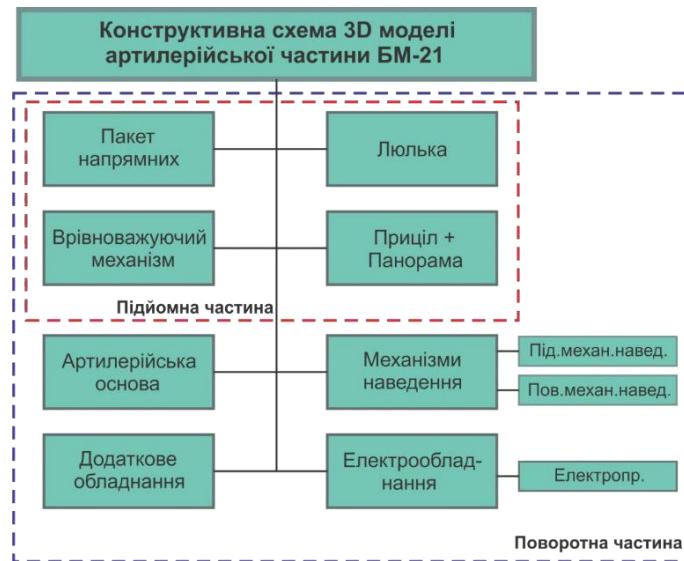 Конструктивна схема 3D моделі
артилерійської частини БМ-21
Пакет
напрямних
Люлька
Врівноважуючий
механізм
Приціл +
Панорама
Підйомна частина
Артилерійська
основа
Механізми
наведення
Під.механ.навед.
Пов.механ.навед.
Додаткове
обладнання
Електрооблад-
нання
Електропр.
Поворотна частина